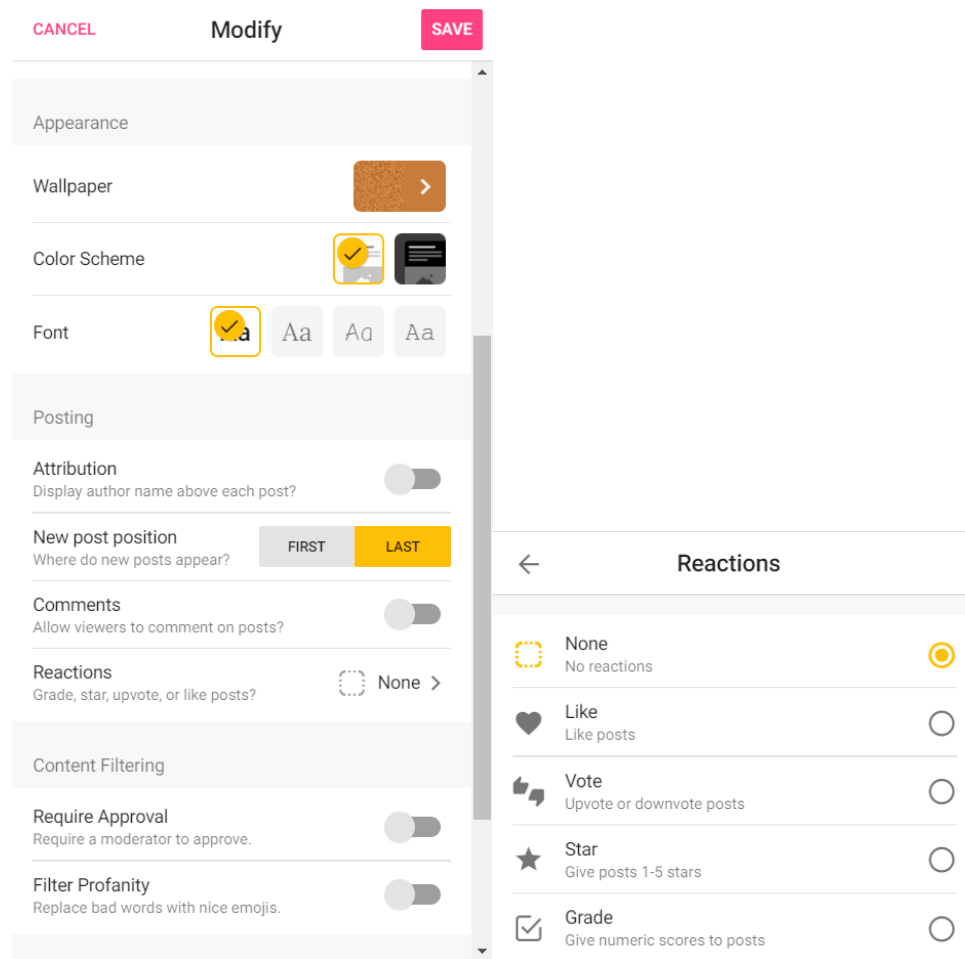 CANCEL Modify SAVE
Appearance
Wallpaper
Color Scheme
Font Aa Aa Aa
Posting
Attribution
Display author name above each post?
New post position
Where do new posts appear?
FIRST LAST
Comments
Allow viewers to comment on posts?
Reactions
Grade, star, upvote, or like posts?
None
Content Filtering
Require Approval
Require a moderator to approve.
Filter Profanity
Replace bad words with nice emojis.
Reactions
None
No reactions
Like
Like posts
Vote
Upvote or downvote posts
Star
Give posts 1-5 stars
Grade
Give numeric scores to posts